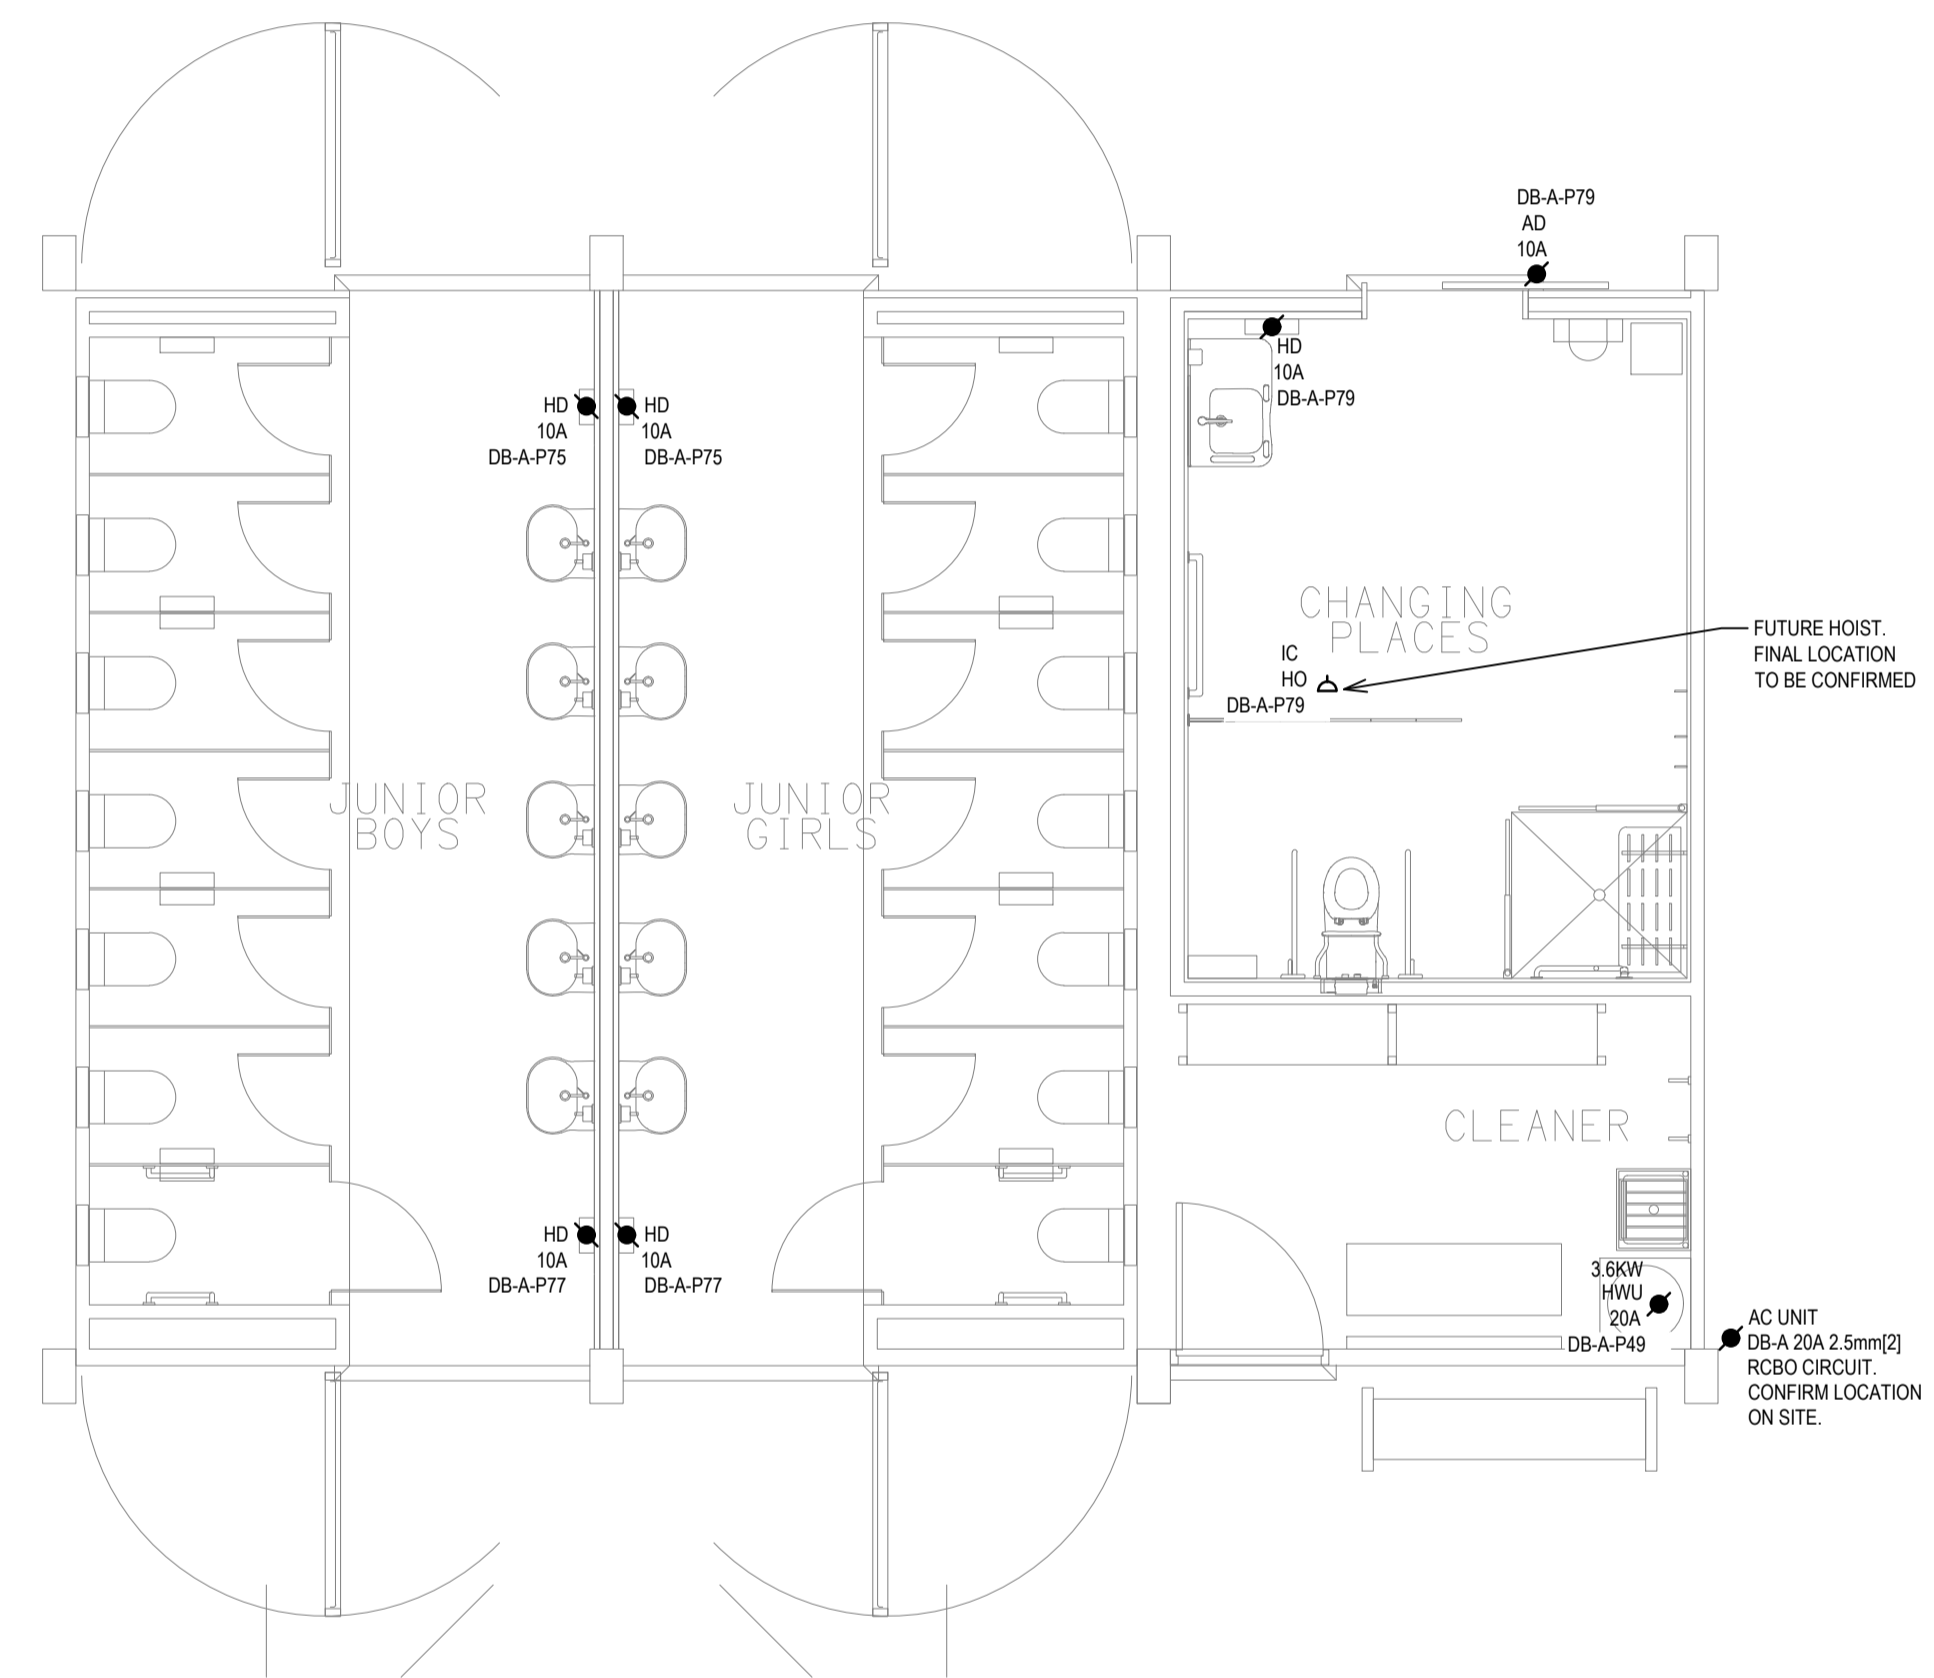 DB-A-P79
AD
10A
HD
10A
DB-A-P79
HD
10A
DB-A-P75
HD
10A
DB-A-P75
CHANGING
PLACES
IC
HO
DB-A-P79
FUTURE HOIST.
FINAL LOCATION
TO BE CONFIRMED
JUNIOR
BOYS
JUNIOR
GIRLS
CLEANER
HD
10A
DB-A-P77
HD
10A
DB-A-P77
3.6KW
HWU
20A
DB-A-P49
AC UNIT
DB-A 20A 2.5mm[2]
RCBO CIRCUIT.
CONFIRM LOCATION
ON SITE.